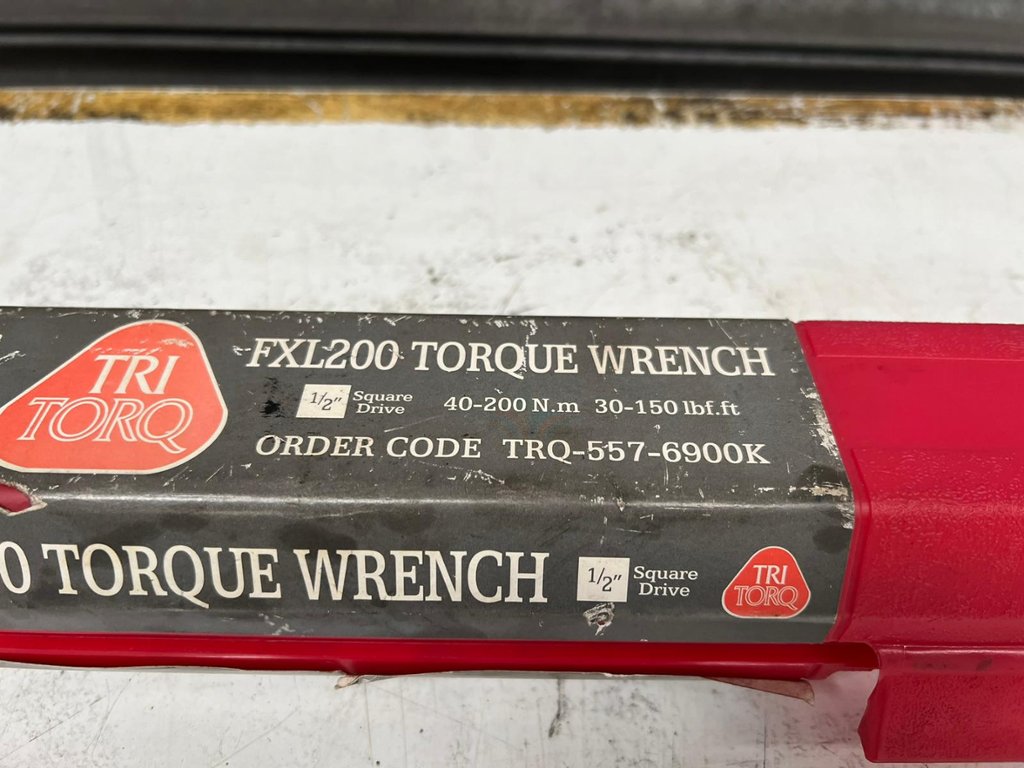 TRI
TORQ
FXL200 TORQUE WRENCH
1/2" Square
Drive
40-200 N.m 30-150 lbf.ft
ORDER CODE TRQ-557-6900K
0 TORQUE WRENCH
1/2" Square
Drive
TRI
TORQ